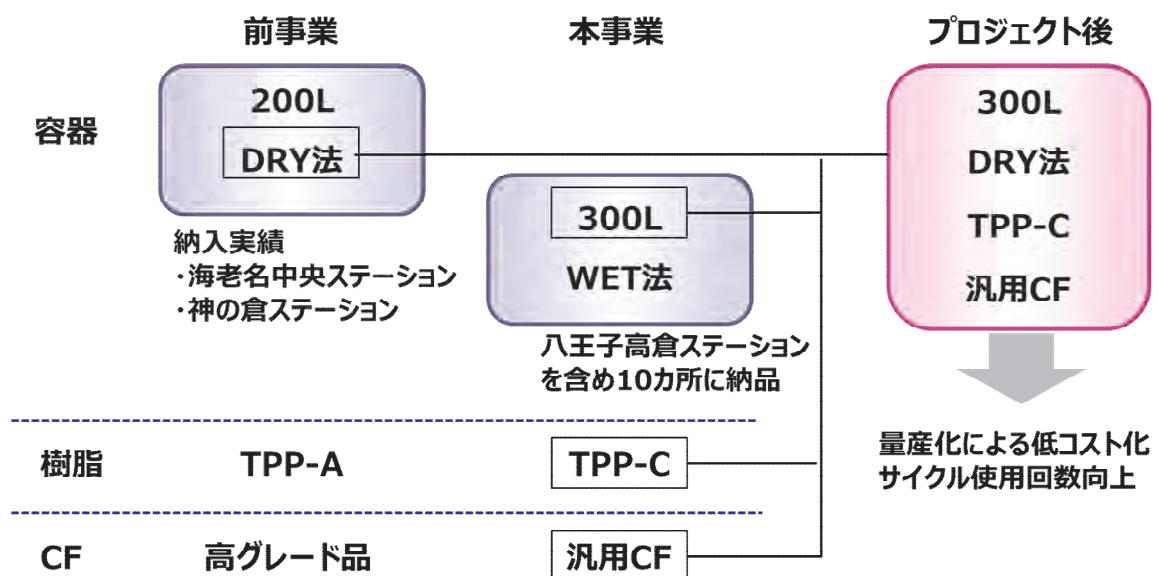 前事業
本事業
プロジェクト後
容器
200L
DRY法
納入実績
・海老名中央ステーション
・神の倉ステーション
300L
WET法
八王子高倉ステーション
を含め10カ所に納品
300L
DRY法
TPP-C
汎用CF
量産化による低コスト化
サイクル使用回数向上
樹脂
TPP-A
TPP-C
CF
高グレード品
汎用CF